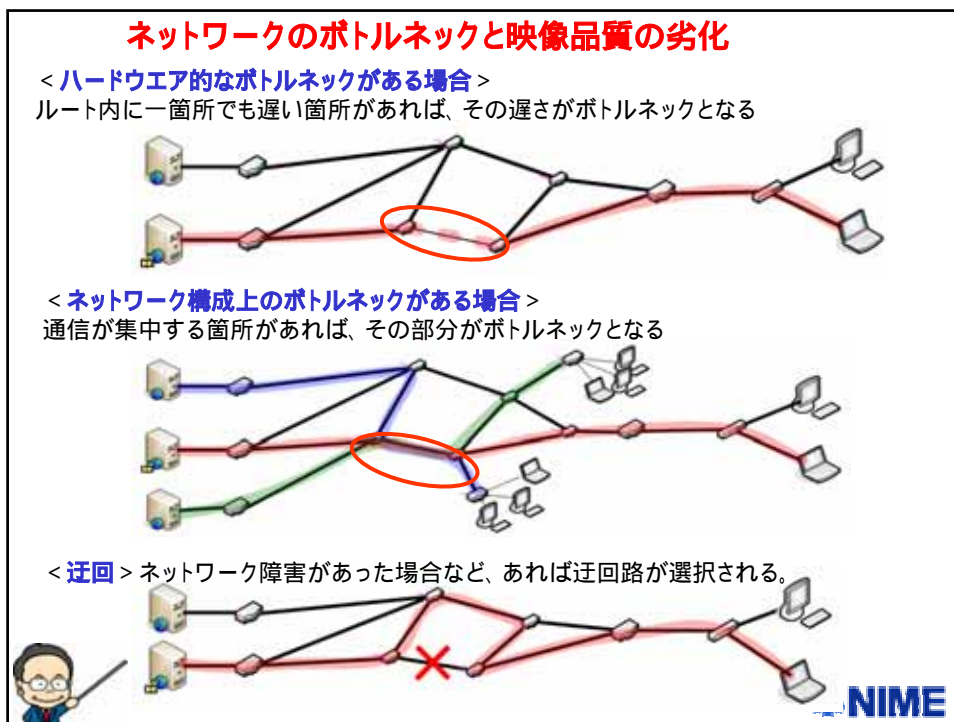 ネットワークのボトルネックと映像品質の劣化
＜ハードウエア的なボトルネックがある場合＞
ルート内に一箇所でも遅い箇所があれば、その遅さがボトルネックとなる
＜ネットワーク構成上のボトルネックがある場合＞
通信が集中する箇所があれば、その部分がボトルネックとなる
＜迂回＞ネットワーク障害があった場合など、あれば迂回路が選択される。
NIME